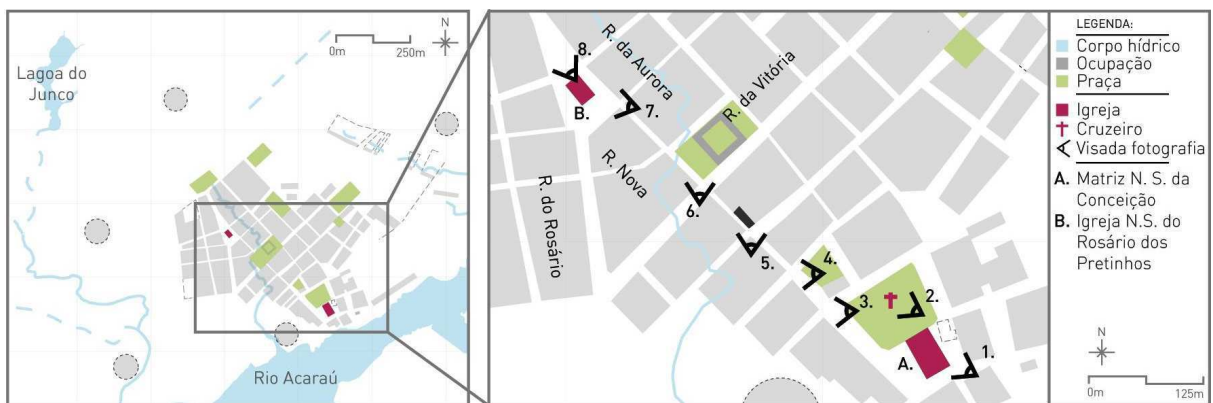 N
0m 250m
Lagoa do
Junco
Rio Acaraú
R. da Aurora
R. da Vitória
R. Nova
R. do Rosário
8.
B.
7.
6.
5.
4.
3.
2.
A.
1.
LEGENDA:
Corpo hídrico
Ocupação
Praça
Igreja
Cruzeiro
Visada fotografia
A. Matriz N. S. da
Conceição
B. Igreja N.S. do
Rosário dos
Pretinhos
N
0m 125m